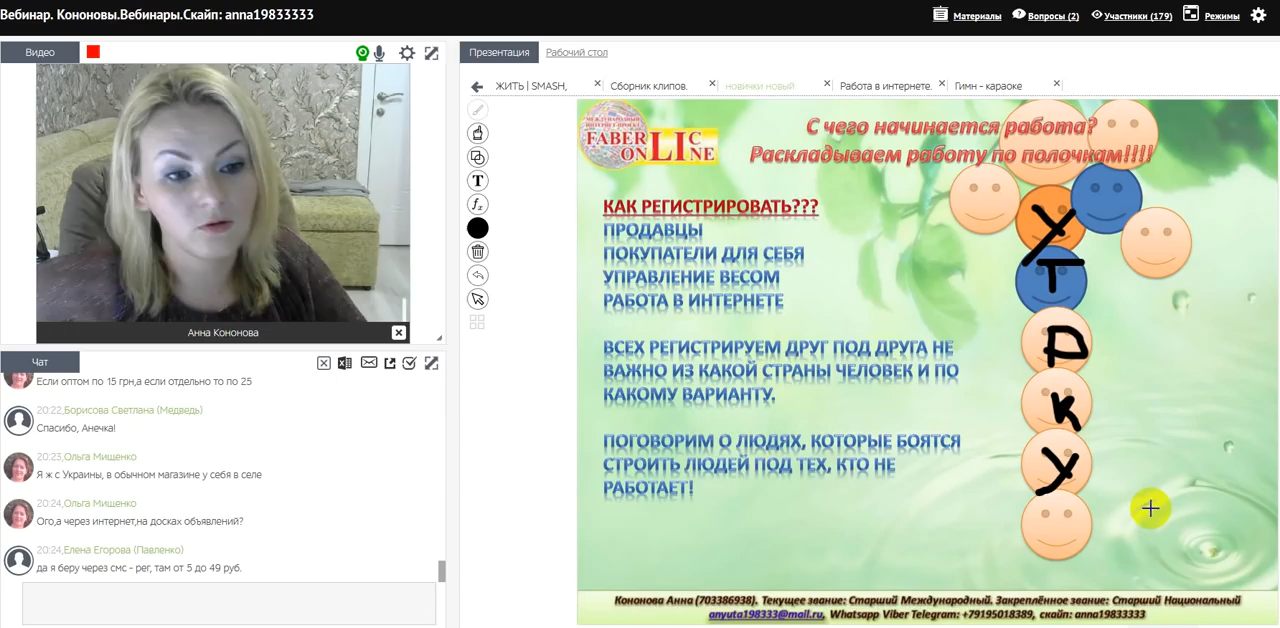 Вебинар. Кононовы.Вебинары.Скайп: anna19833333
Материалы
Вопросы (2)
Участники (179)
Режимы
Видео
Анна Кононова
Чат
Если оптом по 15 грн,а если отдельно то по 25
20:22,Борисова Светлана (Медведь)
Спасибо, Анечка!
20:23,Ольга Мищенко
Я ж с Украины, в обычном магазине у себя в селе
20:24,Ольга Мищенко
Ого,а через интернет,на досках объявлений?
20:24,Елена Егорова (Павленко)
да я беру через смс - рег, там от 5 до 49 руб.
Презентация
Рабочий стол
ЖИТЬ | SMASH,
Сборник клипов.
новички новый
Работа в интернете.
Гимн - караоке
T
fx
МЕЖДУНАРОДНЫЙ
ИНТЕРНЕТ-ПРОЕКТ
FABERLIC
ONLINE
С чего начинается работа?
Раскладываем работу по полочкам!!!!
КАК РЕГИСТРИРОВАТЬ???
ПРОДАВЦЫ
ПОКУПАТЕЛИ ДЛЯ СЕБЯ
УПРАВЛЕНИЕ ВЕСОМ
РАБОТА В ИНТЕРНЕТЕ
ВСЕХ РЕГИСТРИРУЕМ ДРУГ ПОД ДРУГА НЕ
ВАЖНО ИЗ КАКОЙ СТРАНЫ ЧЕЛОВЕК И ПО
КАКОМУ ВАРИАНТУ.
ПОГОВОРИМ О ЛЮДЯХ, КОТОРЫЕ БОЯТСЯ
СТРОИТЬ ЛЮДЕЙ ПОД ТЕХ, КТО НЕ
РАБОТАЕТ!
У
Т
Р
К
У
Кононова Анна (703386938). Текущее звание: Старший Международный. Закреплённое звание: Старший Национальный
anyuta198333@mail.ru, Whatsapp Viber Telegram: +79195018389, скайп: anna19833333